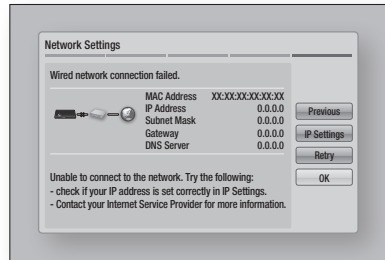 Network Settings
Wired network connection failed.
MAC Address XX:XX:XX:XX:XX:XX
IP Address 0.0.0.0
Subnet Mask 0.0.0.0
Gateway 0.0.0.0
DNS Server 0.0.0.0
Previous
IP Settings
Retry
OK
Unable to connect to the network. Try the following:
- check if your IP address is set correctly in IP Settings.
- Contact your Internet Service Provider for more information.